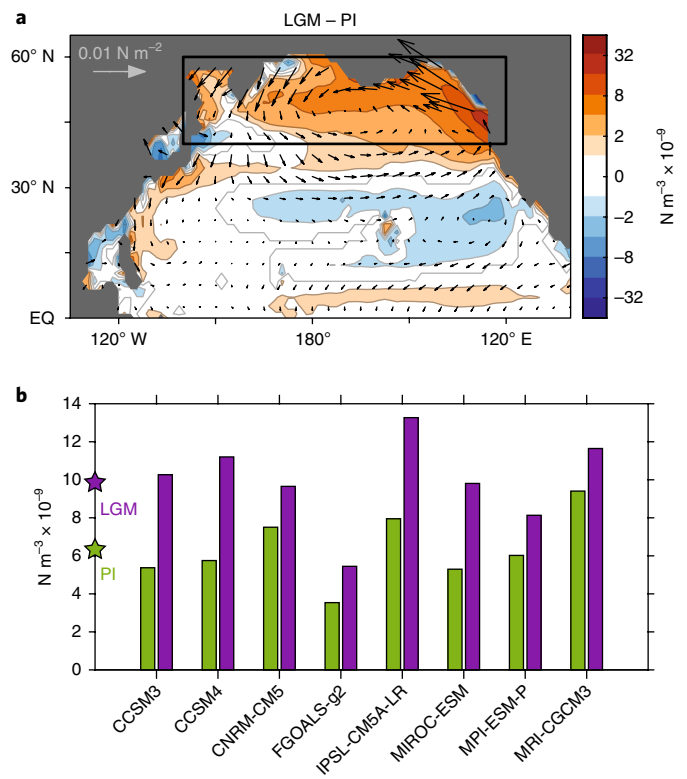 a
LGM – PI
60° N
0.01 N m⁻²
30° N
EQ
120° W
180°
120° E
32
8
2
0
–2
–8
–32
N m⁻³ × 10⁻⁹
b
14
12
10
8
6
4
2
0
N m⁻³ × 10⁻⁹
LGM
PI
CCSM3
CCSM4
CNRM-CM5
FGOALS-g2
IPSL-CM5A-LR
MIROC-ESM
MPI-ESM-P
MRI-CGCM3